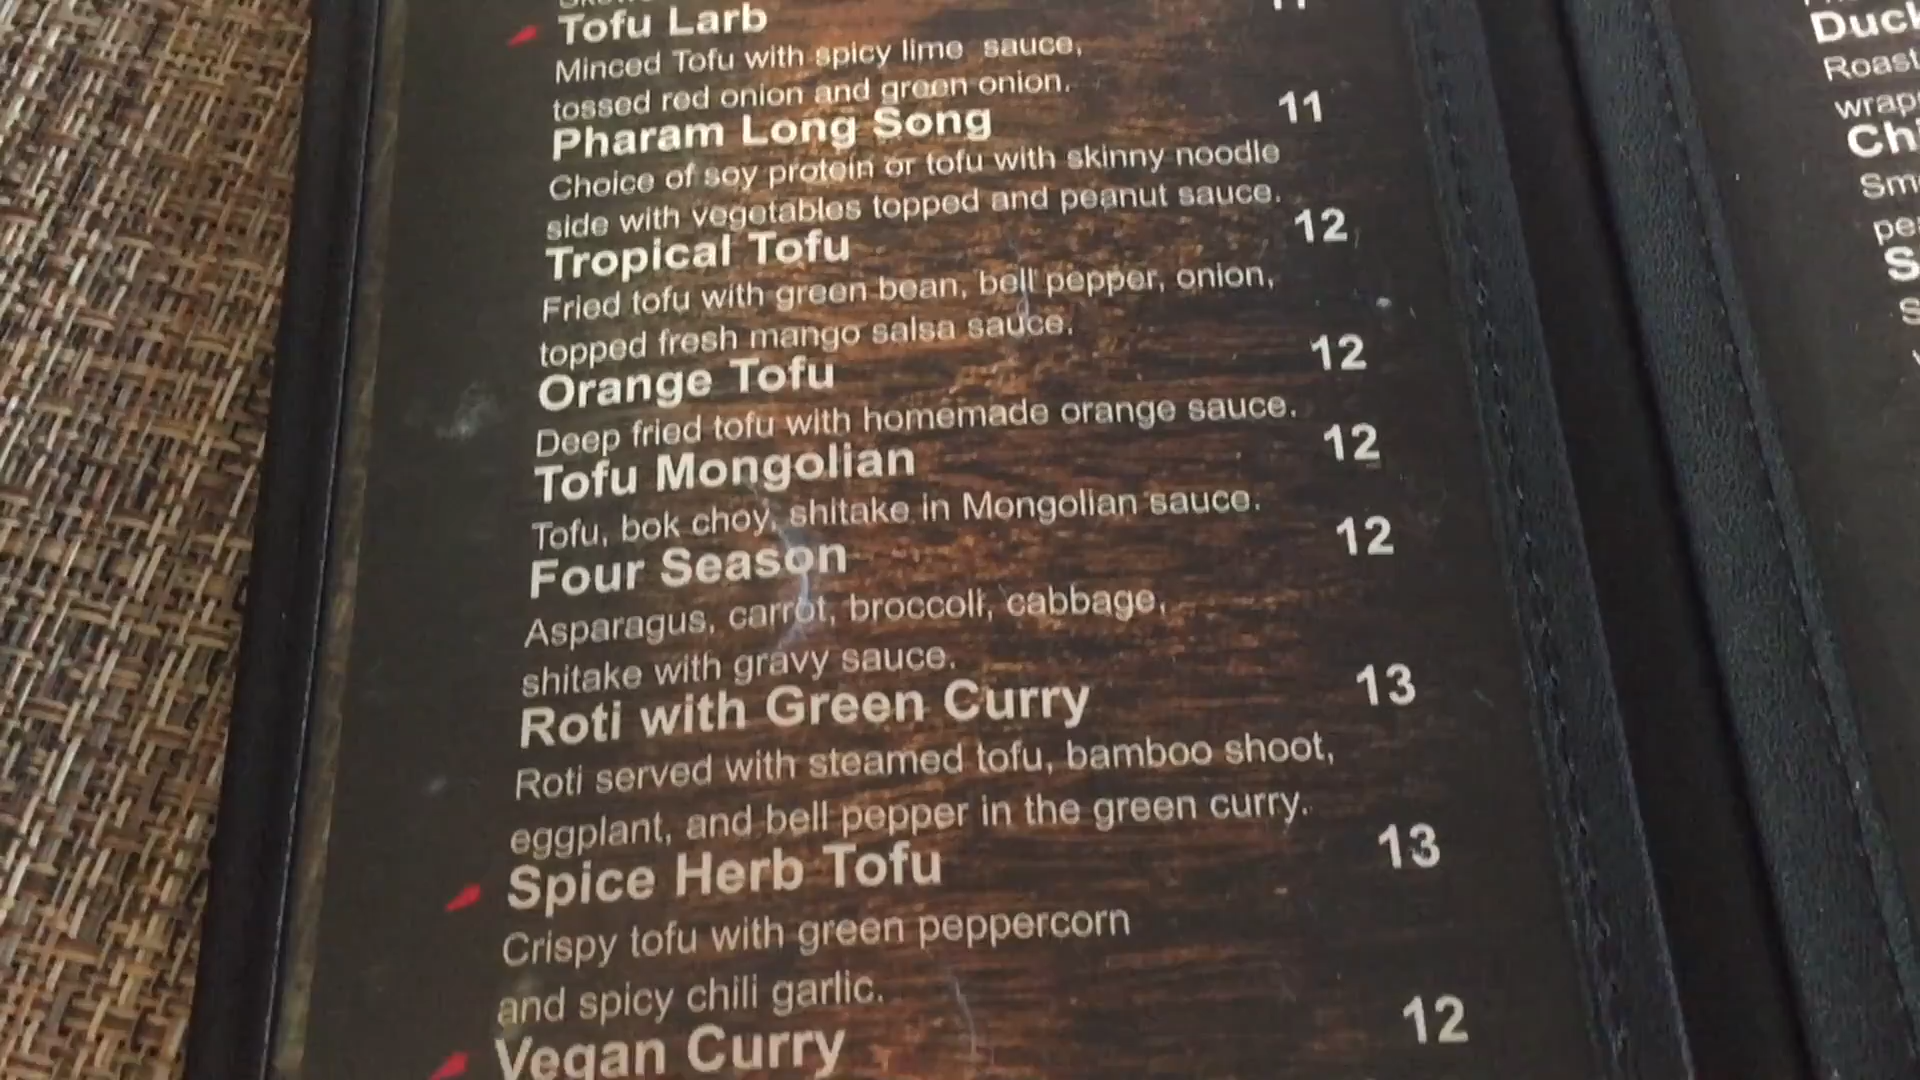 Tofu Larb
Minced Tofu with spicy lime sauce,
tossed red onion and green onion.
Pharam Long Song 11
Choice of soy protein or tofu with skinny noodle
side with vegetables topped and peanut sauce.
Tropical Tofu 12
Fried tofu with green bean, bell pepper, onion,
topped fresh mango salsa sauce.
Orange Tofu 12
Deep fried tofu with homemade orange sauce.
Tofu Mongolian 12
Tofu, bok choy, shitake in Mongolian sauce.
Four Season 12
Asparagus, carrot, broccoli, cabbage,
shitake with gravy sauce.
Roti with Green Curry 13
Roti served with steamed tofu, bamboo shoot,
eggplant, and bell pepper in the green curry.
Spice Herb Tofu 13
Crispy tofu with green peppercorn
and spicy chili garlic.
Vegan Curry 12
Duck
Roast